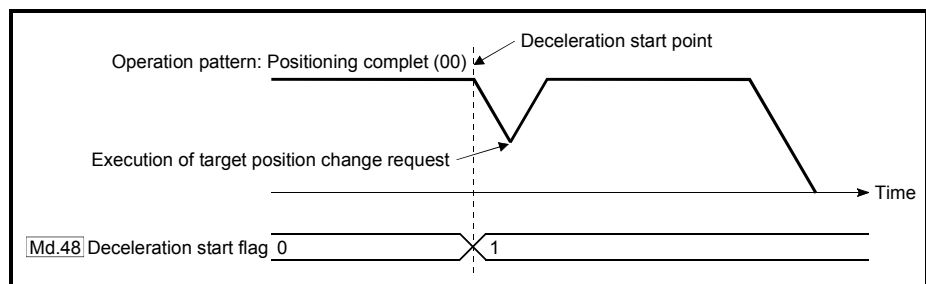 Deceleration start point
Operation pattern: Positioning complet (00)
Execution of target position change request
Time
Md.48 Deceleration start flag 0 1